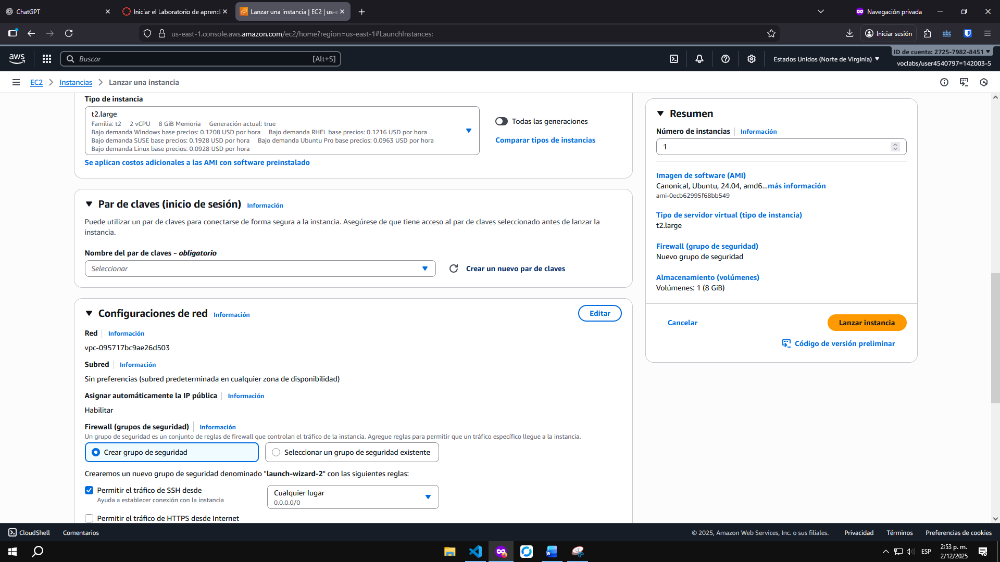 ChatGPT
Iniciar el Laboratorio de aprend
Lanzar una instancia | EC2 | us-e
Navegación privada
us-east-1.console.aws.amazon.com/ec2/home?region=us-east-1#LaunchInstances:
Iniciar sesión
abc
aws
Buscar
[Alt+S]
Estados Unidos (Norte de Virginia)
ID de cuenta: 2725-7982-8451
voclabs/user4540797=142003-5
EC2
Instancias
Lanzar una instancia
Tipo de instancia
t2.large
Familia: t2 2 vCPU 8 GiB Memoria Generación actual: true
Bajo demanda Windows base precios: 0.1208 USD por hora Bajo demanda RHEL base precios: 0.1216 USD por hora
Bajo demanda SUSE base precios: 0.1928 USD por hora Bajo demanda Ubuntu Pro base precios: 0.0963 USD por hora
Bajo demanda Linux base precios: 0.0928 USD por hora
Todas las generaciones
Comparar tipos de instancias
Se aplican costos adicionales a las AMI con software preinstalado
Par de claves (inicio de sesión) Información
Puede utilizar un par de claves para conectarse de forma segura a la instancia. Asegúrese de que tiene acceso al par de claves seleccionado antes de lanzar la
instancia.
Nombre del par de claves - obligatorio
Seleccionar
Crear un nuevo par de claves
Configuraciones de red Información
Editar
Red Información
vpc-095717bc9ae26d503
Subred Información
Sin preferencias (subred predeterminada en cualquier zona de disponibilidad)
Asignar automáticamente la IP pública Información
Habilitar
Firewall (grupos de seguridad) Información
Un grupo de seguridad es un conjunto de reglas de firewall que controlan el tráfico de la instancia. Agregue reglas para permitir que un tráfico específico llegue a la instancia.
Crear grupo de seguridad
Seleccionar un grupo de seguridad existente
Crearemos un nuevo grupo de seguridad denominado "launch-wizard-2" con las siguientes reglas:
Permitir el tráfico de SSH desde
Ayuda a establecer conexión con la instancia
Cualquier lugar
0.0.0.0/0
Permitir el tráfico de HTTPS desde Internet
Resumen
Número de instancias Información
1
Imagen de software (AMI)
Canonical, Ubuntu, 24.04, amd6...más información
ami-0ecb62995f68bb549
Tipo de servidor virtual (tipo de instancia)
t2.large
Firewall (grupo de seguridad)
Nuevo grupo de seguridad
Almacenamiento (volúmenes)
Volúmenes: 1 (8 GiB)
Cancelar
Lanzar instancia
Código de versión preliminar
CloudShell
Comentarios
© 2025, Amazon Web Services, Inc. o sus filiales.
Privacidad
Términos
Preferencias de cookies
ESP
2:53 p. m.
2/12/2025